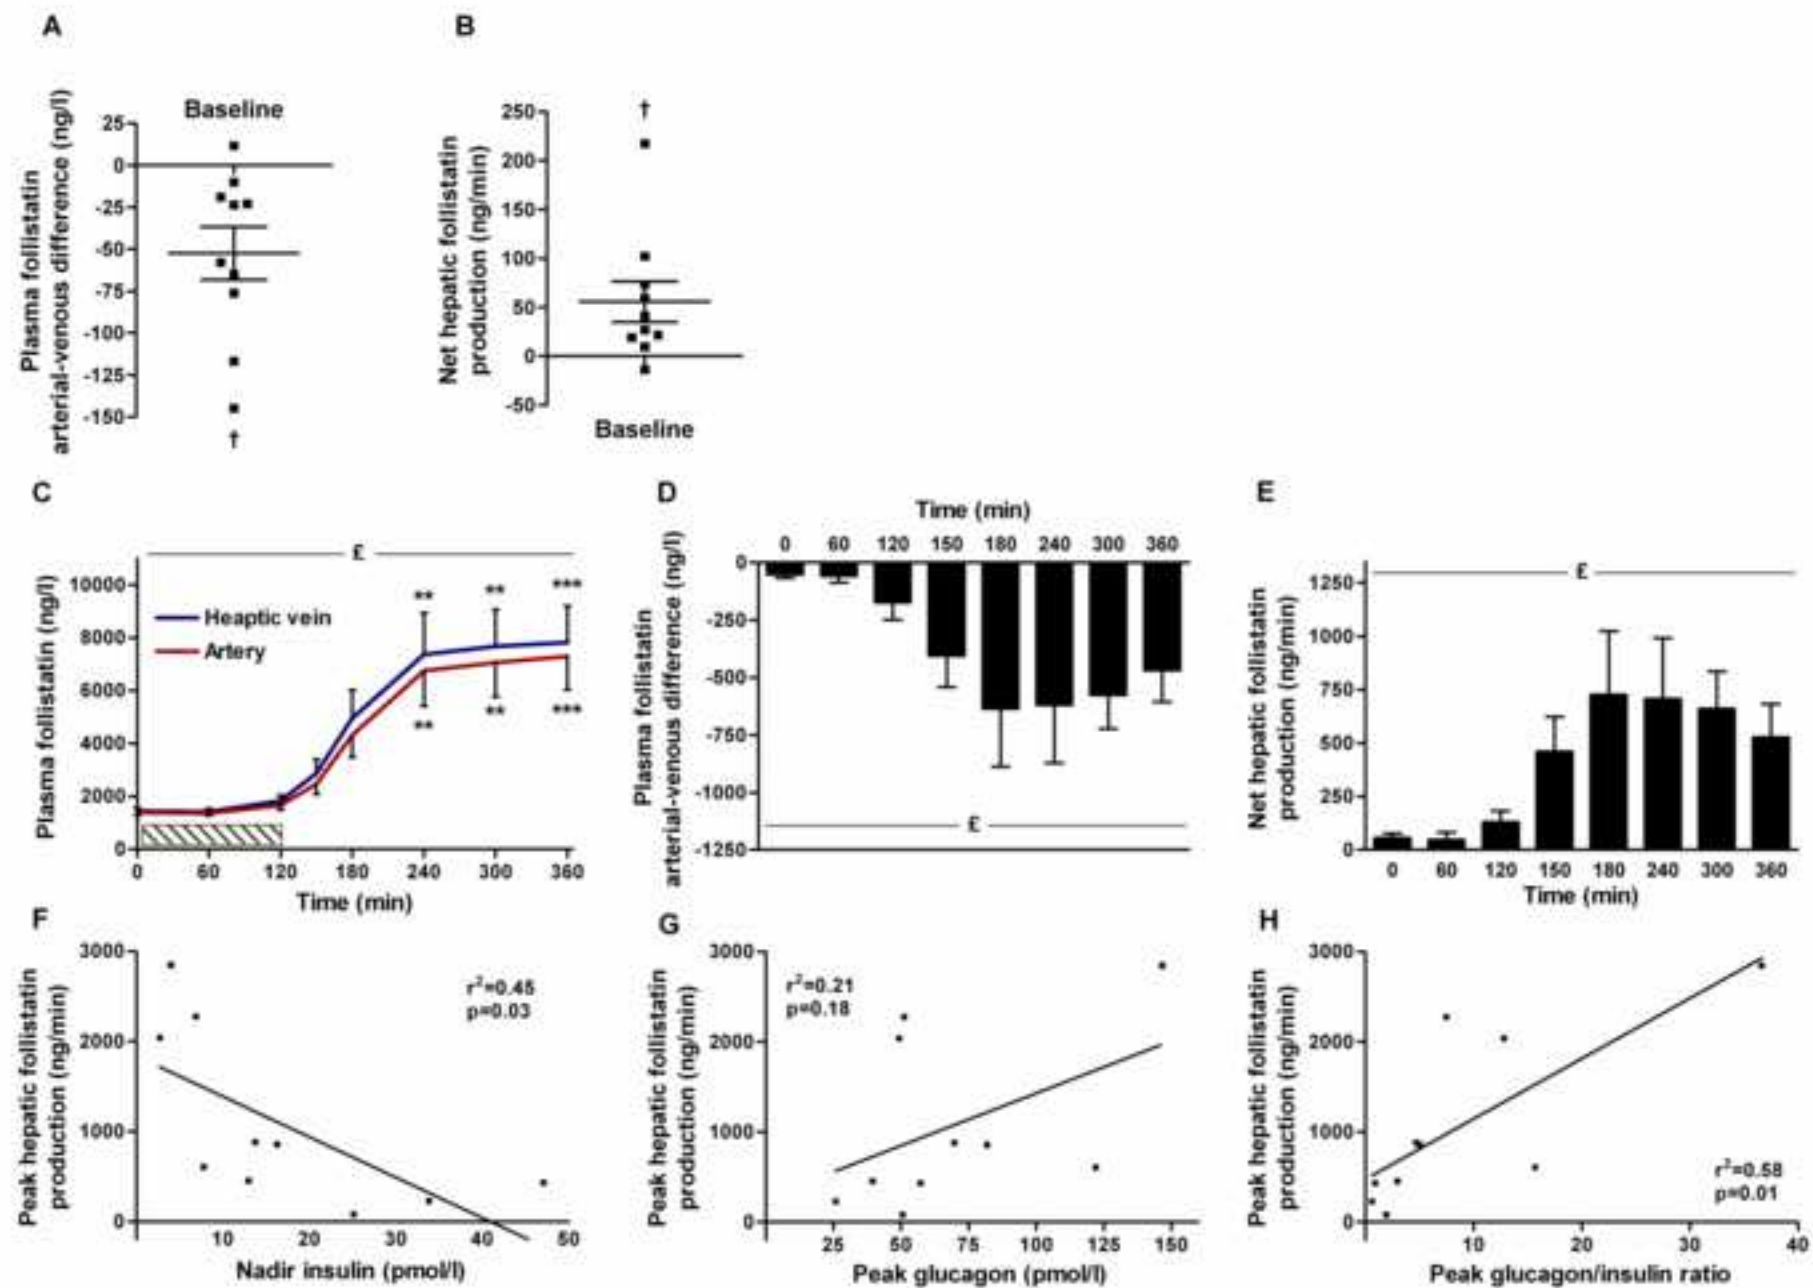 A
Plasma follistatin
arterial-venous difference (ng/l)
Baseline
25
0
-25
-50
-75
-100
-125
-150
†
B
Net hepatic follistatin
production (ng/min)
†
250
200
150
100
50
0
-50
Baseline
C
Plasma follistatin (ng/l)
£
10000
8000
6000
4000
2000
0
Heaptic vein
Artery
** ** ***
** ** ***
0 60 120 180 240 300 360
Time (min)
D
Plasma follistatin
arterial-venous difference (ng/l)
Time (min)
0 60 120 150 180 240 300 360
0
-250
-500
-750
-1000
-1250
£
E
Net hepatic follistatin
production (ng/min)
£
1250
1000
750
500
250
0
0 60 120 150 180 240 300 360
Time (min)
F
Peak hepatic follistatin
production (ng/min)
3000
2000
1000
0
r²=0.45
p=0.03
10 20 30 40 50
Nadir insulin (pmol/l)
G
Peak hepatic follistatin
production (ng/min)
3000
2000
1000
0
r²=0.21
p=0.18
25 50 75 100 125 150
Peak glucagon (pmol/l)
H
Peak hepatic follistatin
production (ng/min)
3000
2000
1000
0
r²=0.58
p=0.01
10 20 30 40
Peak glucagon/insulin ratio